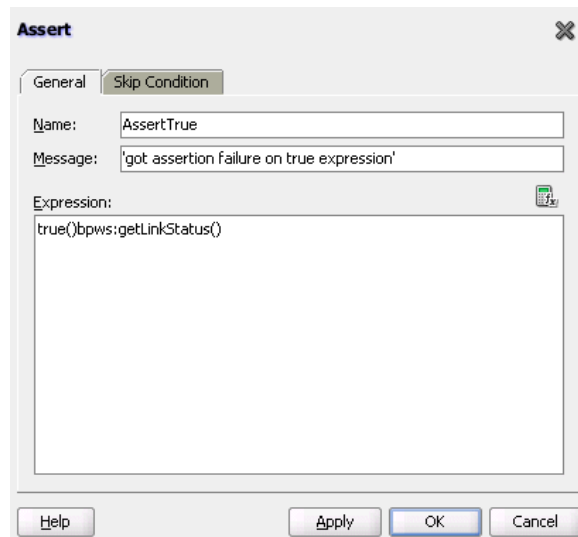 Assert
General Skip Condition
Name: AssertTrue
Message: 'got assertion failure on true expression'
Expression:
true()bpws:getLinkStatus()
Help Apply OK Cancel